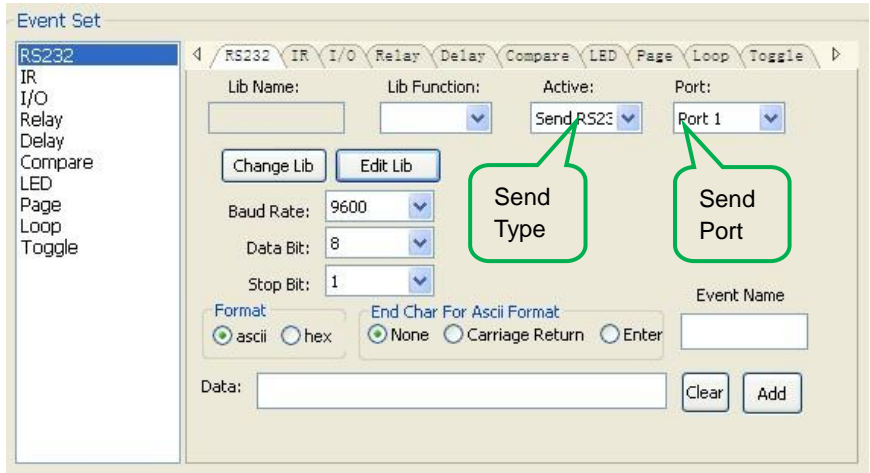 Event Set
RS232
IR
I/O
Relay
Delay
Compare
LED
Page
Loop
Toggle
RS232 IR I/O Relay Delay Compare LED Page Loop Toggle
Lib Name: Lib Function: Active: Port:
Send RS23 Port 1
Change Lib Edit Lib
Send
Type
Send
Port
Baud Rate: 9600
Data Bit: 8
Stop Bit: 1
Event Name
Format End Char For Ascii Format
ascii hex None Carriage Return Enter
Data: Clear Add